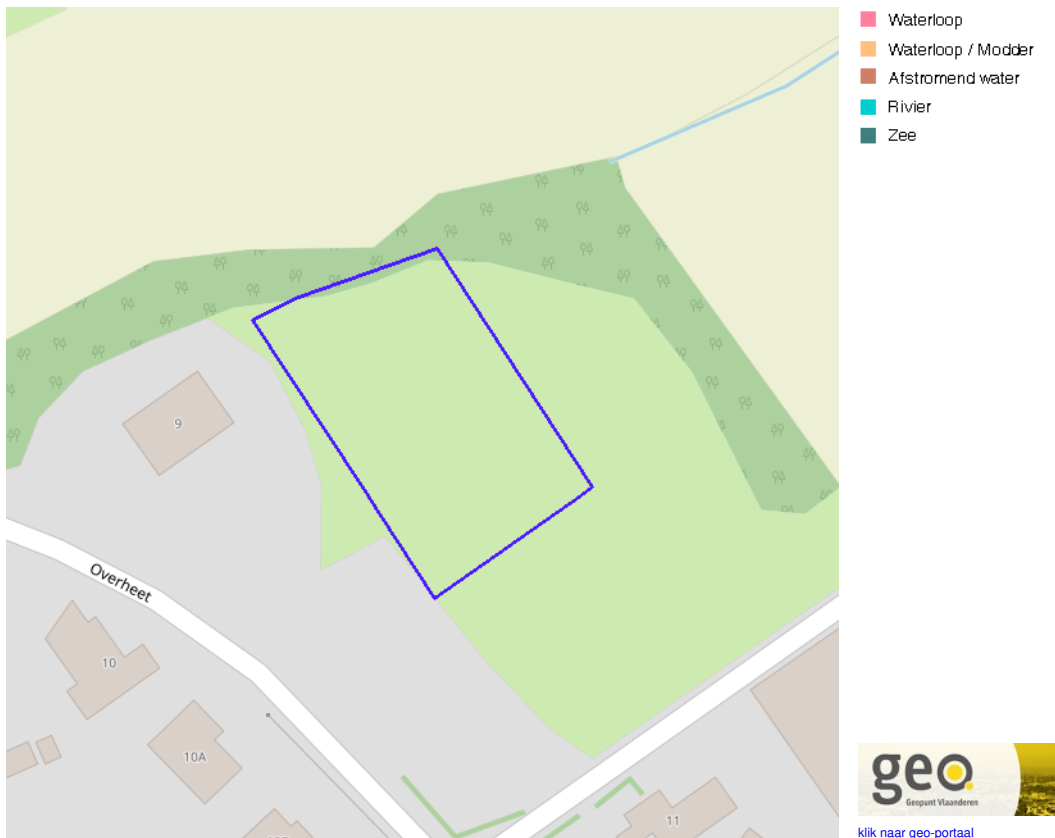 Waterloop
Waterloop / Modder
Afstromend water
Rivier
Zee
9
Overheet
10
10A
11
geo.
Geopunt Vlaanderen
klik naar geo-portaal